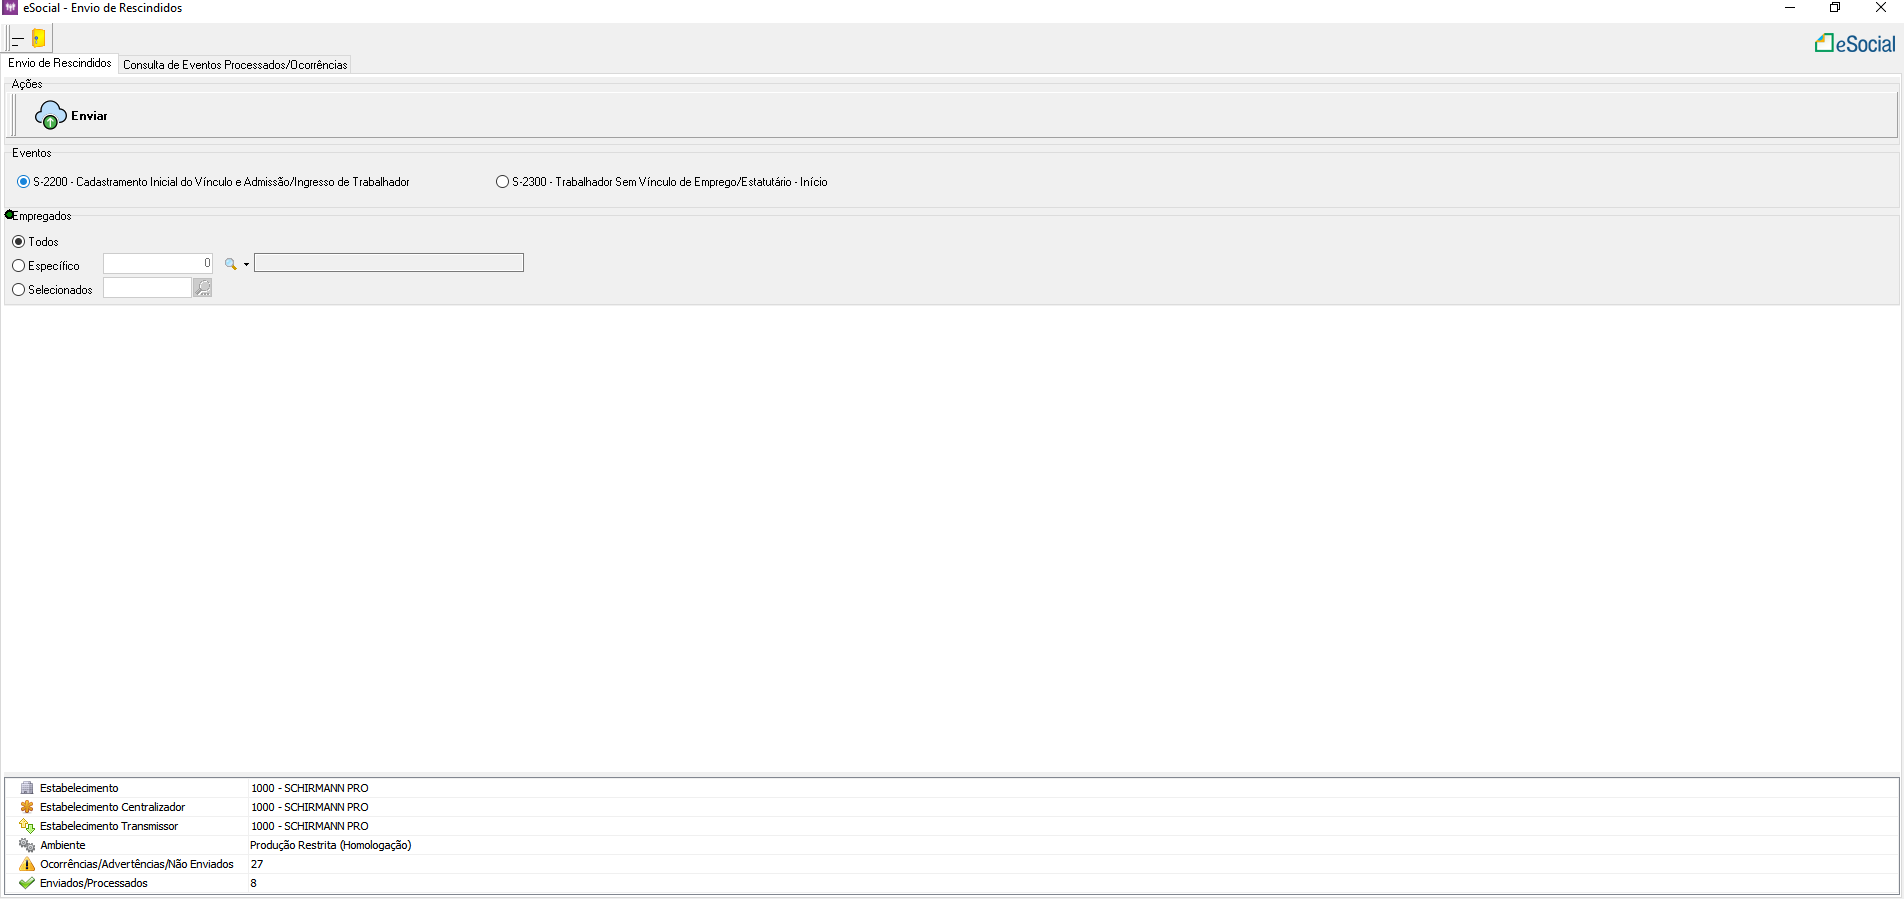 eSocial - Envio de Rescindidos
eSocial
Envio de Rescindidos Consulta de Eventos Processados/Ocorrências
Ações
Enviar
Eventos
S-2200 - Cadastramento Inicial do Vínculo e Admissão/Ingresso de Trabalhador S-2300 - Trabalhador Sem Vínculo de Emprego/Estatutário - Início
Empregados
Todos
Específico 0
Selecionados
Estabelecimento 1000 - SCHIRMANN PRO
Estabelecimento Centralizador 1000 - SCHIRMANN PRO
Estabelecimento Transmissor 1000 - SCHIRMANN PRO
Ambiente Produção Restrita (Homologação)
Ocorrências/Advertências/Não Enviados 27
Enviados/Processados 8